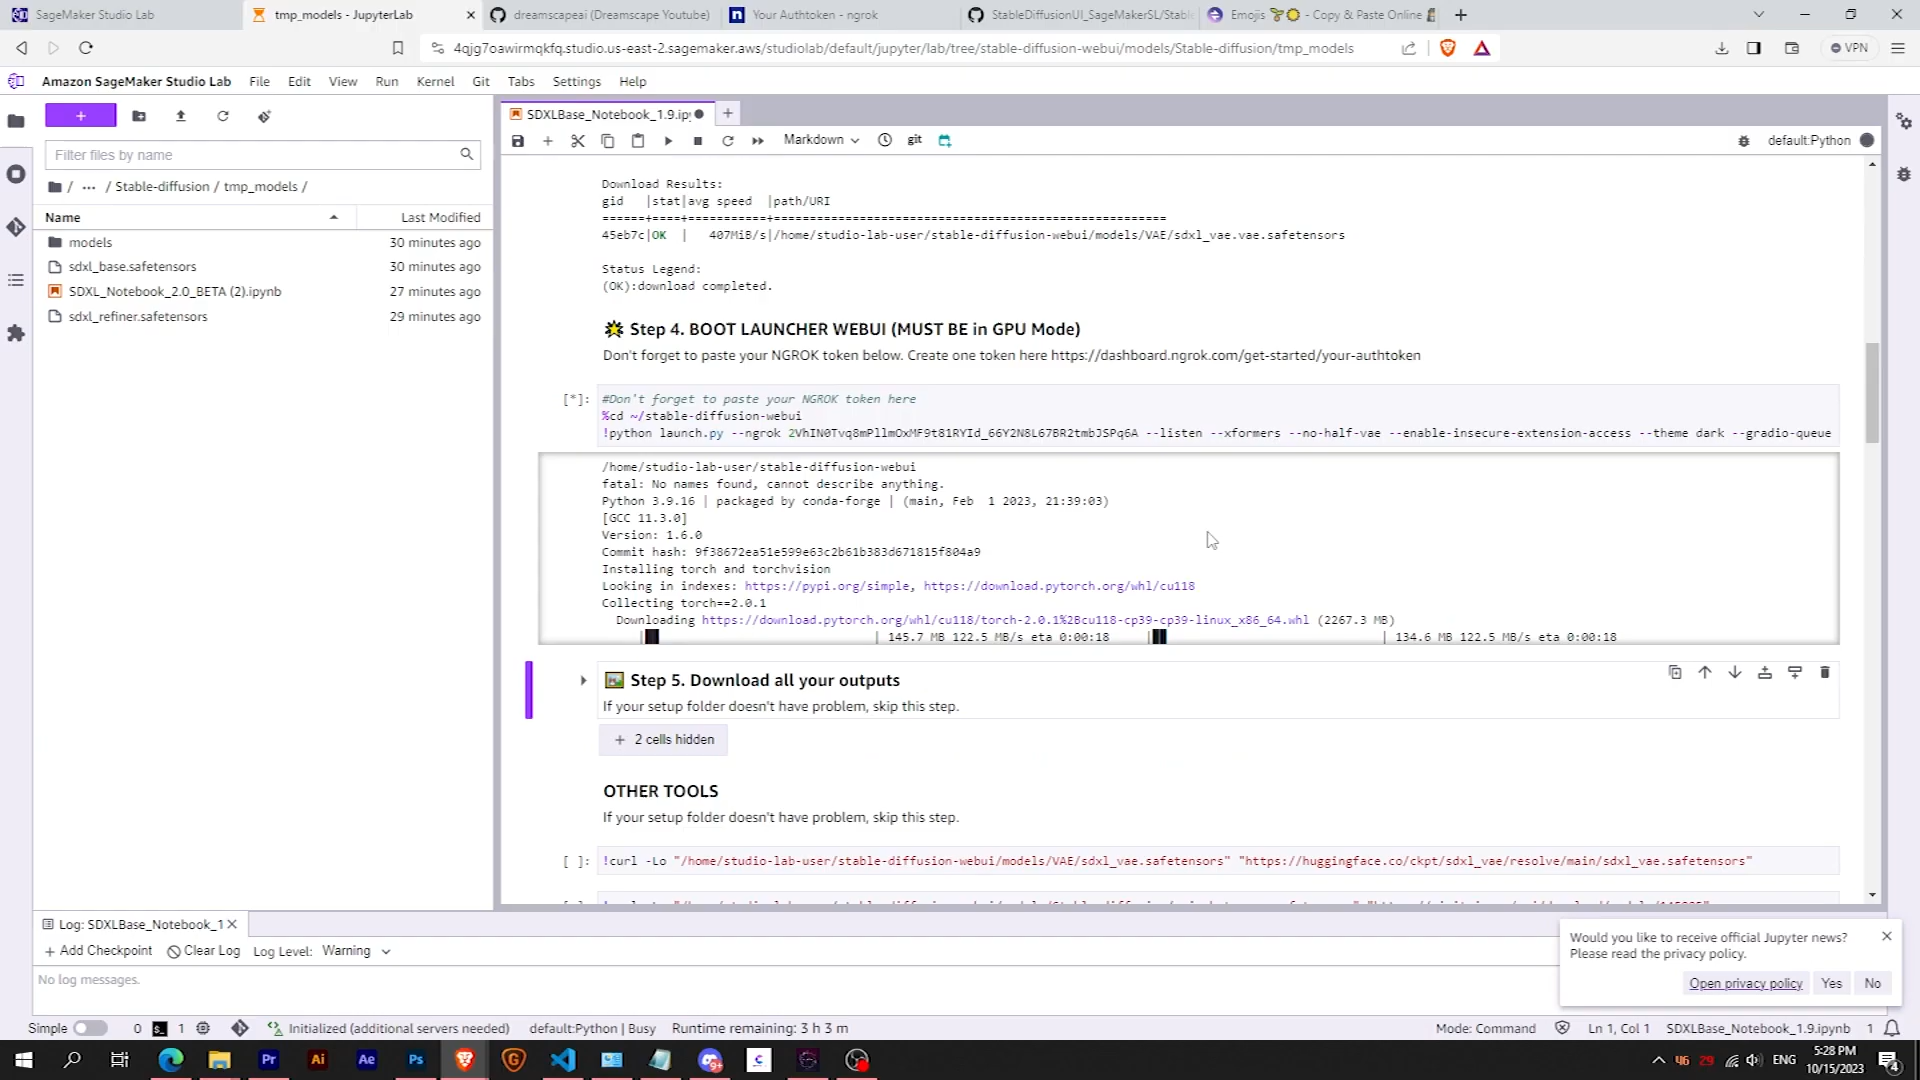 SageMaker Studio Lab
tmp_models - JupyterLab
dreamscapeai (Dreamscape Youtube)
Your Authtoken - ngrok
StableDiffusionUI_SageMakerSL/Stabl
Emojis - Copy & Paste Online
4qjg7oawirmqkfq.studio.us-east-2.sagemaker.aws/studiolab/default/jupyter/lab/tree/stable-diffusion-webui/models/Stable-diffusion/tmp_models
VPN
Amazon SageMaker Studio Lab File Edit View Run Kernel Git Tabs Settings Help
SDXLBase_Notebook_1.9.ip
Filter files by name
Markdown
git
default:Python
/ ··· / Stable-diffusion / tmp_models /
Name Last Modified
models 30 minutes ago
sdxl_base.safetensors 30 minutes ago
SDXL_Notebook_2.0_BETA (2).ipynb 27 minutes ago
sdxl_refiner.safetensors 29 minutes ago
Download Results:
gid |stat|avg speed |path/URI
======+====+===========+=======================================================
45eb7c|OK | 407MiB/s|/home/studio-lab-user/stable-diffusion-webui/models/VAE/sdxl_vae.vae.safetensors
Status Legend:
(OK):download completed.
Step 4. BOOT LAUNCHER WEBUI (MUST BE in GPU Mode)
Don't forget to paste your NGROK token below. Create one token here https://dashboard.ngrok.com/get-started/your-authtoken
[*]: #Don't forget to paste your NGROK token here
%cd ~/stable-diffusion-webui
!python launch.py --ngrok 2VhIN0Tvq8mPllmOxMF9t81RYId_66Y2N8L67BR2tmbJSPq6A --listen --xformers --no-half-vae --enable-insecure-extension-access --theme dark --gradio-queue
/home/studio-lab-user/stable-diffusion-webui
fatal: No names found, cannot describe anything.
Python 3.9.16 | packaged by conda-forge | (main, Feb 1 2023, 21:39:03)
[GCC 11.3.0]
Version: 1.6.0
Commit hash: 9f38672ea51e599e63c2b61b383d671815f804a9
Installing torch and torchvision
Looking in indexes: https://pypi.org/simple, https://download.pytorch.org/whl/cu118
Collecting torch==2.0.1
Downloading https://download.pytorch.org/whl/cu118/torch-2.0.1%2Bcu118-cp39-cp39-linux_x86_64.whl (2267.3 MB)
| | 145.7 MB 122.5 MB/s eta 0:00:18 | | 134.6 MB 122.5 MB/s eta 0:00:18
Step 5. Download all your outputs
If your setup folder doesn't have problem, skip this step.
+ 2 cells hidden
OTHER TOOLS
If your setup folder doesn't have problem, skip this step.
[ ]: !curl -Lo "/home/studio-lab-user/stable-diffusion-webui/models/VAE/sdxl_vae.safetensors" "https://huggingface.co/ckpt/sdxl_vae/resolve/main/sdxl_vae.safetensors"
Log: SDXLBase_Notebook_1
+ Add Checkpoint Clear Log Log Level: Warning
No log messages.
Would you like to receive official Jupyter news?
Please read the privacy policy.
Open privacy policy Yes No
Simple 0 1 Initialized (additional servers needed) default:Python | Busy Runtime remaining: 3 h 3 m Mode: Command Ln 1, Col 1 SDXLBase_Notebook_1.9.ipynb 1
Pr Ai Ae Ps
ENG
5:28 PM
10/15/2023
4